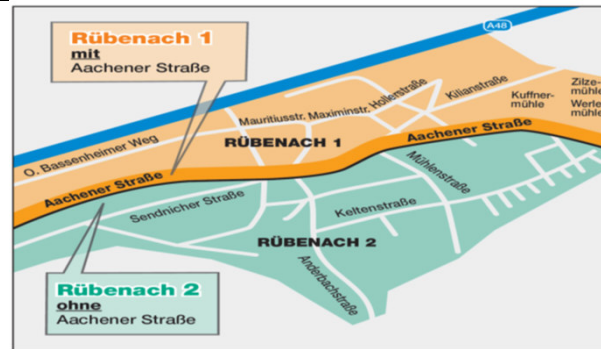 A48
Rübenach 1
mit
Aachener Straße
O. Bassenheimer Weg
Mauritiusstr.
Maximinstr.
Hollerstraße
Kilianstraße
Kuffner-
mühle
Zilze-
mühle
Werle
mühle
RÜBENACH 1
Aachener Straße
Aachener Straße
Sendnicher Straße
Mühlenstraße
Keltenstraße
RÜBENACH 2
Anderbachstraße
Rübenach 2
ohne
Aachener Straße